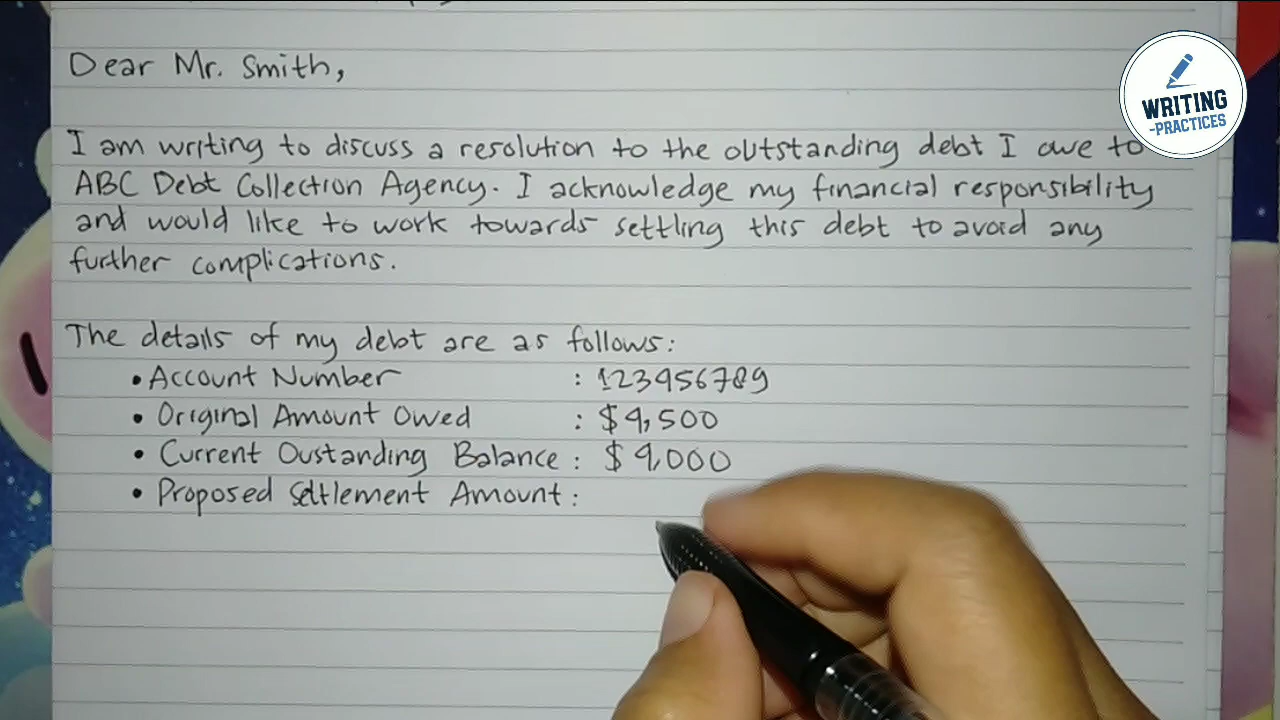 Dear Mr. Smith,
I am writing to discuss a resolution to the outstanding debt I owe to
ABC Debt Collection Agency. I acknowledge my financial responsibility
and would like to work towards settling this debt to avoid any
further complications.
The details of my debt are as follows:
• Account Number : 123456789
• Original Amount Owed : $4,500
• Current Oustanding Balance : $4,000
• Proposed Settlement Amount :
WRITING
-PRACTICES